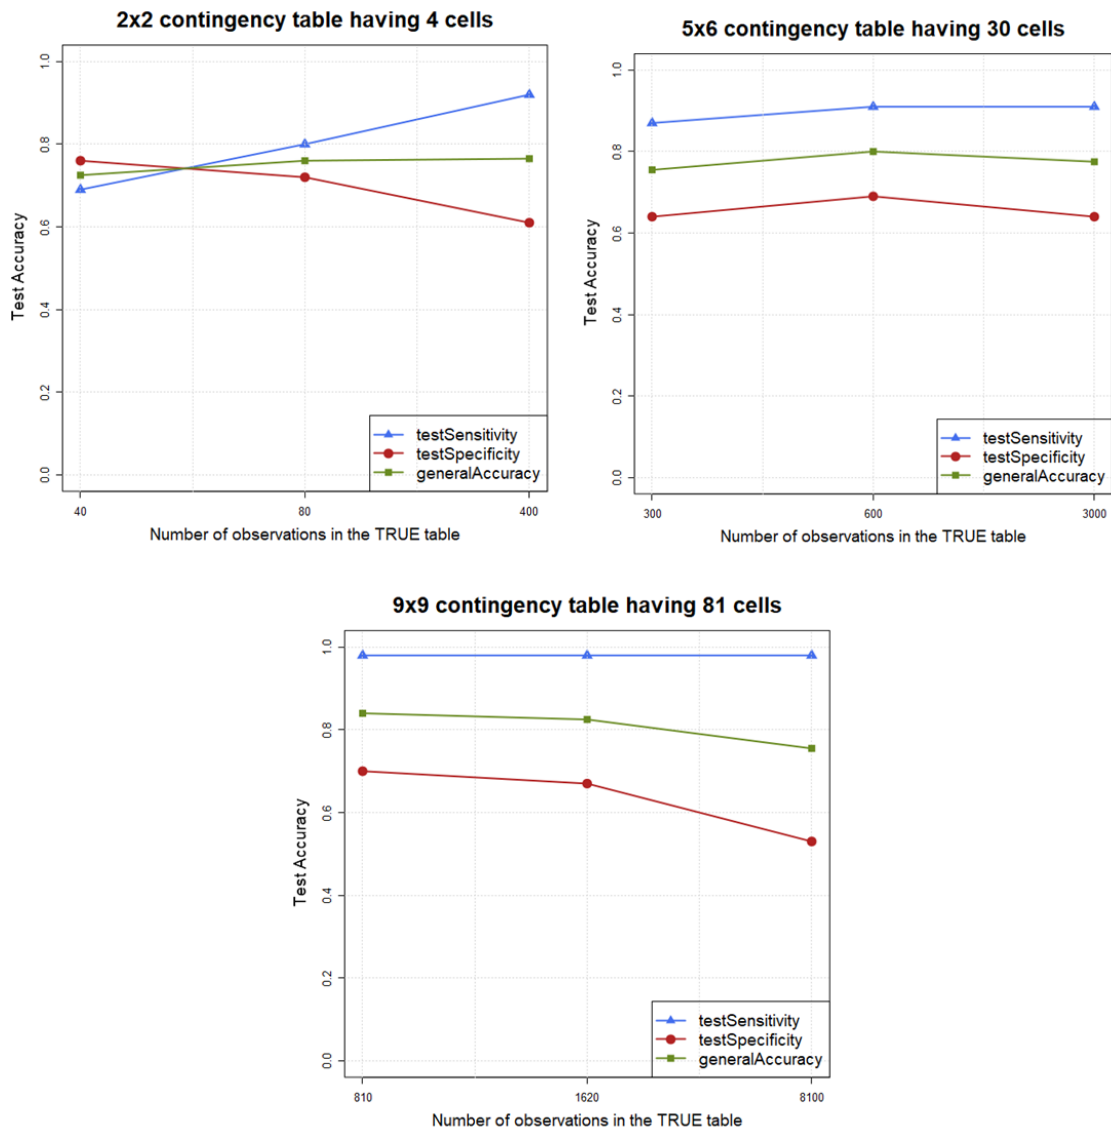 2x2 contingency table having 4 cells
Test Accuracy
1.0
0.8
0.6
0.4
0.2
0.0
testSensitivity
testSpecificity
generalAccuracy
40 80 400
Number of observations in the TRUE table
5x6 contingency table having 30 cells
Test Accuracy
1.0
0.8
0.6
0.4
0.2
0.0
testSensitivity
testSpecificity
generalAccuracy
300 600 3000
Number of observations in the TRUE table
9x9 contingency table having 81 cells
Test Accuracy
1.0
0.8
0.6
0.4
0.2
0.0
testSensitivity
testSpecificity
generalAccuracy
810 1620 8100
Number of observations in the TRUE table